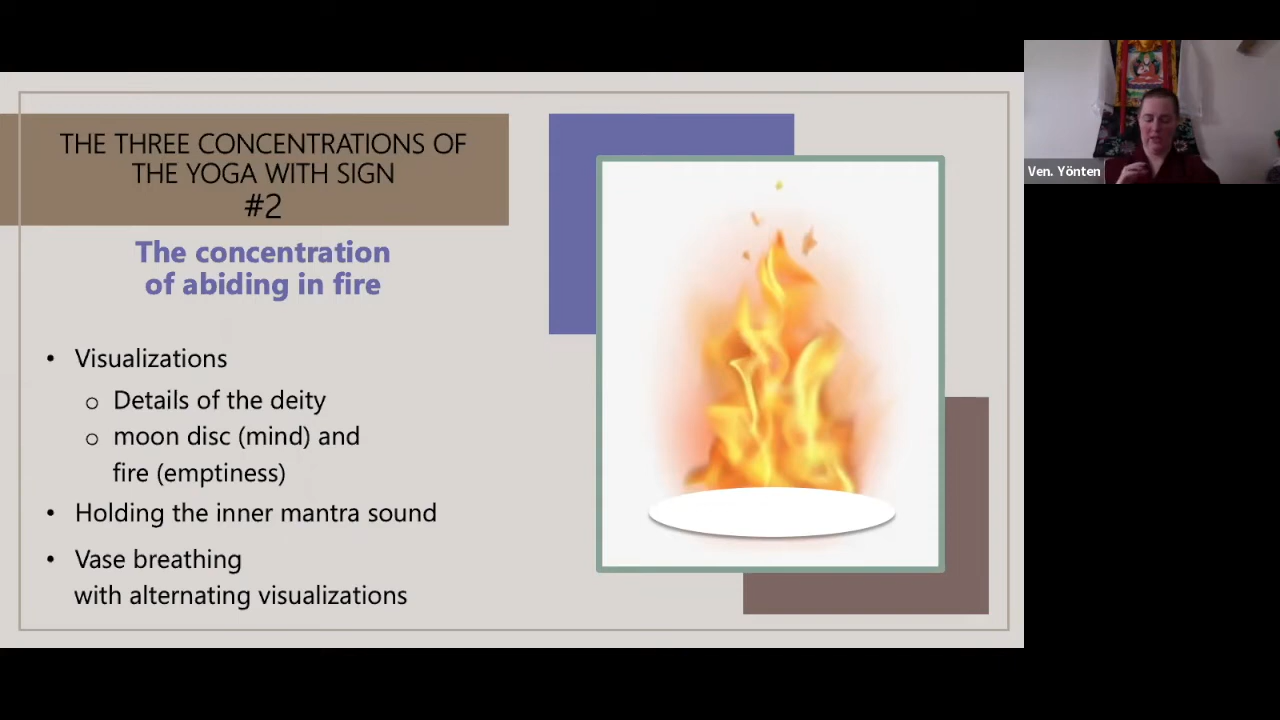 THE THREE CONCENTRATIONS OF
THE YOGA WITH SIGN
#2
The concentration
of abiding in fire
• Visualizations
o Details of the deity
o moon disc (mind) and
fire (emptiness)
• Holding the inner mantra sound
• Vase breathing
with alternating visualizations
Ven. Yönten